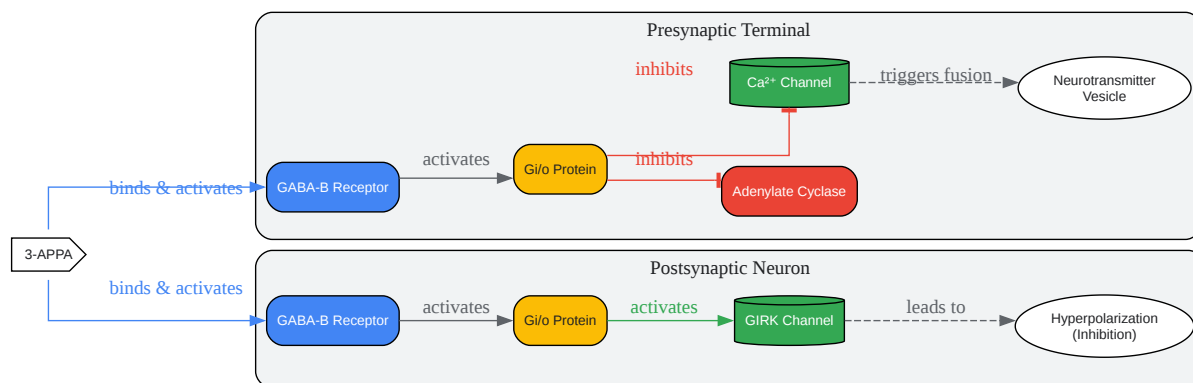 Presynaptic Terminal
inhibits
Ca²⁺ Channel
triggers fusion
Neurotransmitter
Vesicle
binds & activates
GABA-B Receptor
activates
Gi/o Protein
inhibits
Adenylate Cyclase
3-APPA
Postsynaptic Neuron
binds & activates
GABA-B Receptor
activates
Gi/o Protein
activates
GIRK Channel
leads to
Hyperpolarization
(Inhibition)